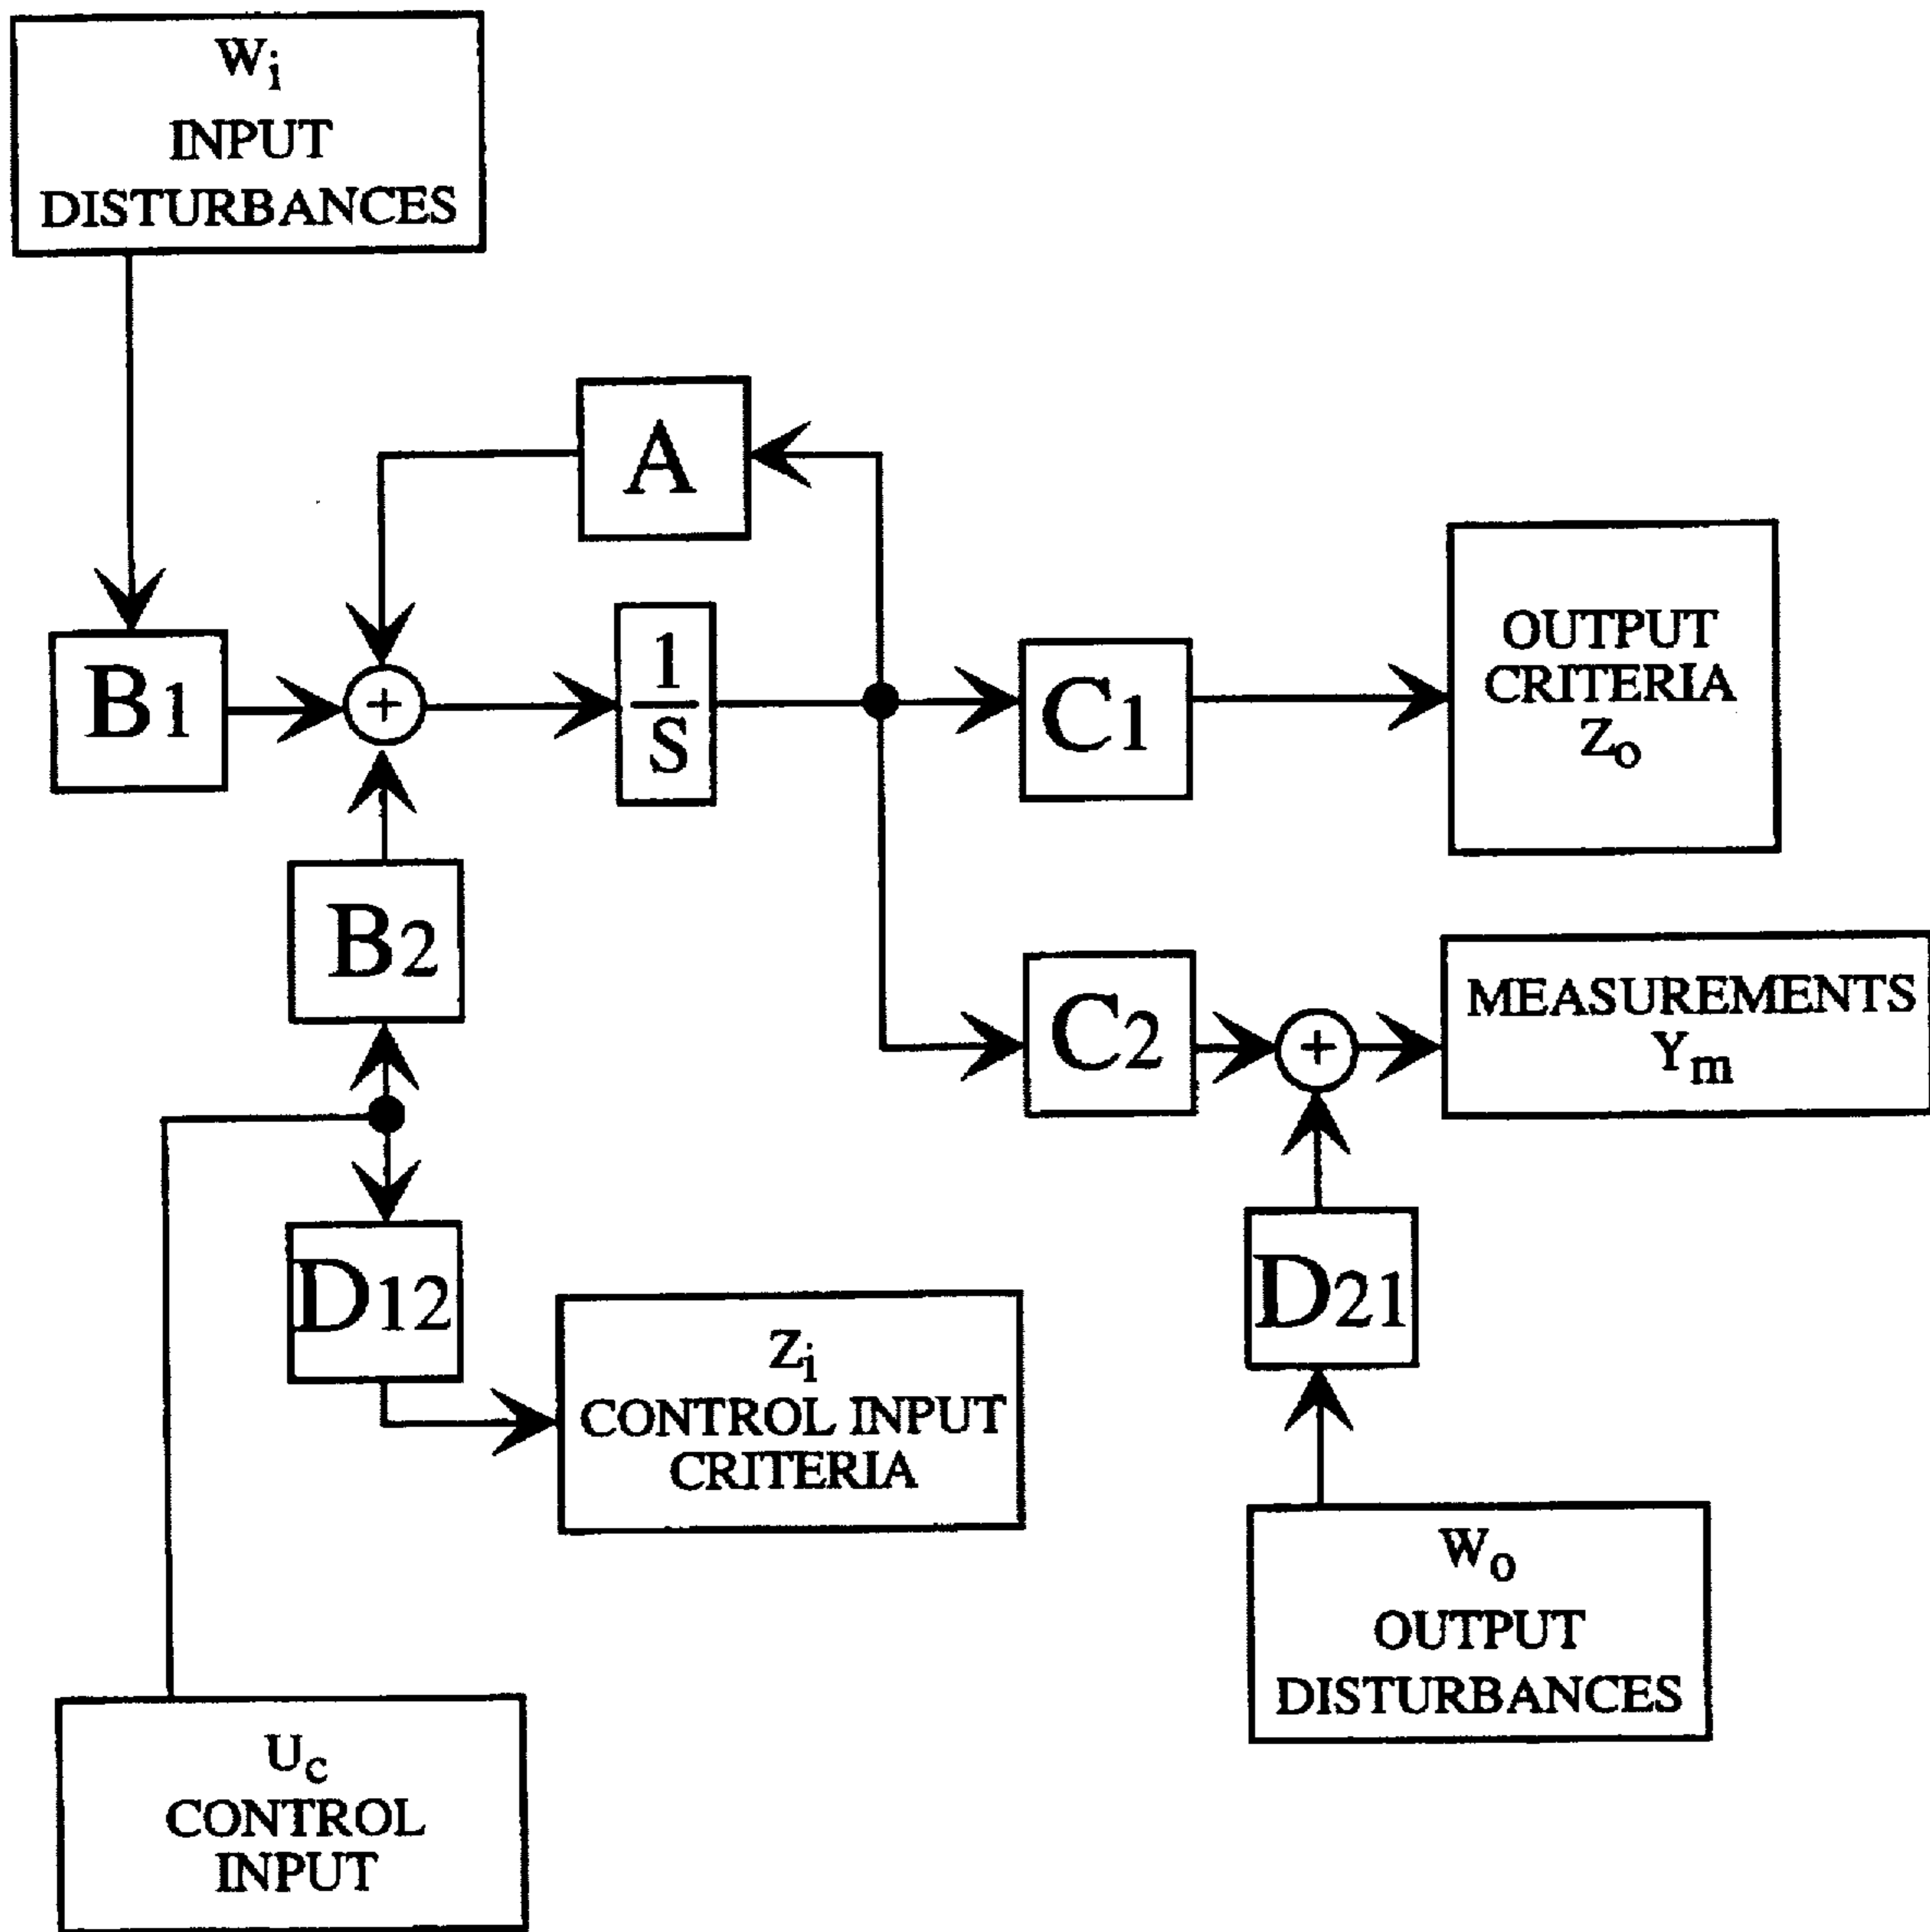 Wi
INPUT
DISTURBANCES
A
B1
+
1
S
C1
OUTPUT
CRITERIA
Zo
B2
C2
+
MEASUREMENTS
Ym
D12
D21
Zi
CONTROL INPUT
CRITERIA
Wo
OUTPUT
DISTURBANCES
Uc
CONTROL
INPUT